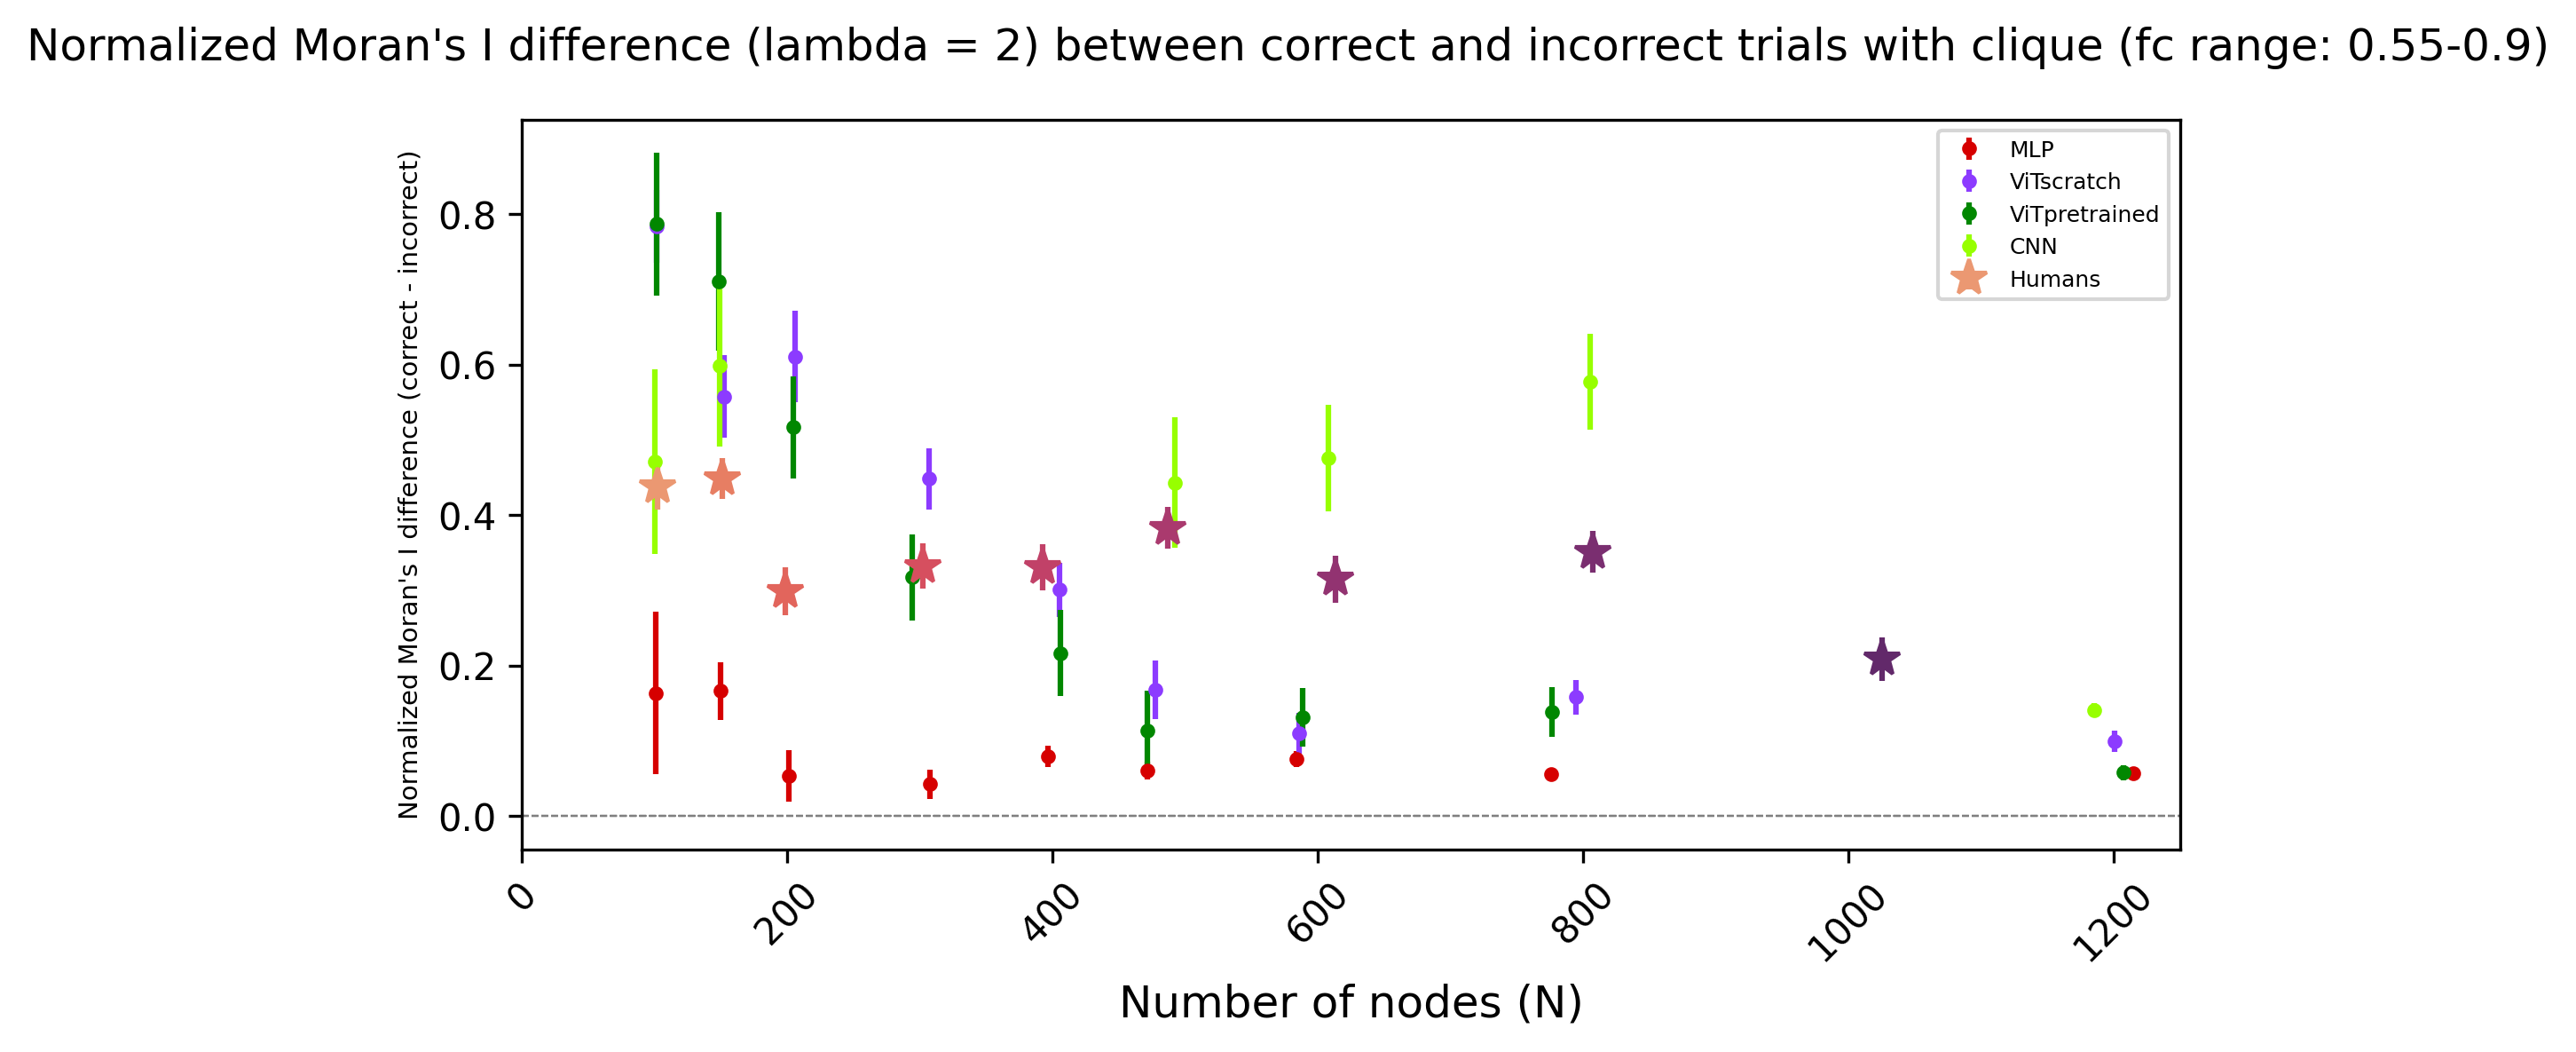 Normalized Moran's I difference (lambda = 2) between correct and incorrect trials with clique (fc range: 0.55-0.9)
Normalized Moran's I difference (correct - incorrect)
0.8
0.6
0.4
0.2
0.0
MLP
ViTscratch
ViTpretrained
CNN
Humans
0
200
400
600
800
1000
1200
Number of nodes (N)